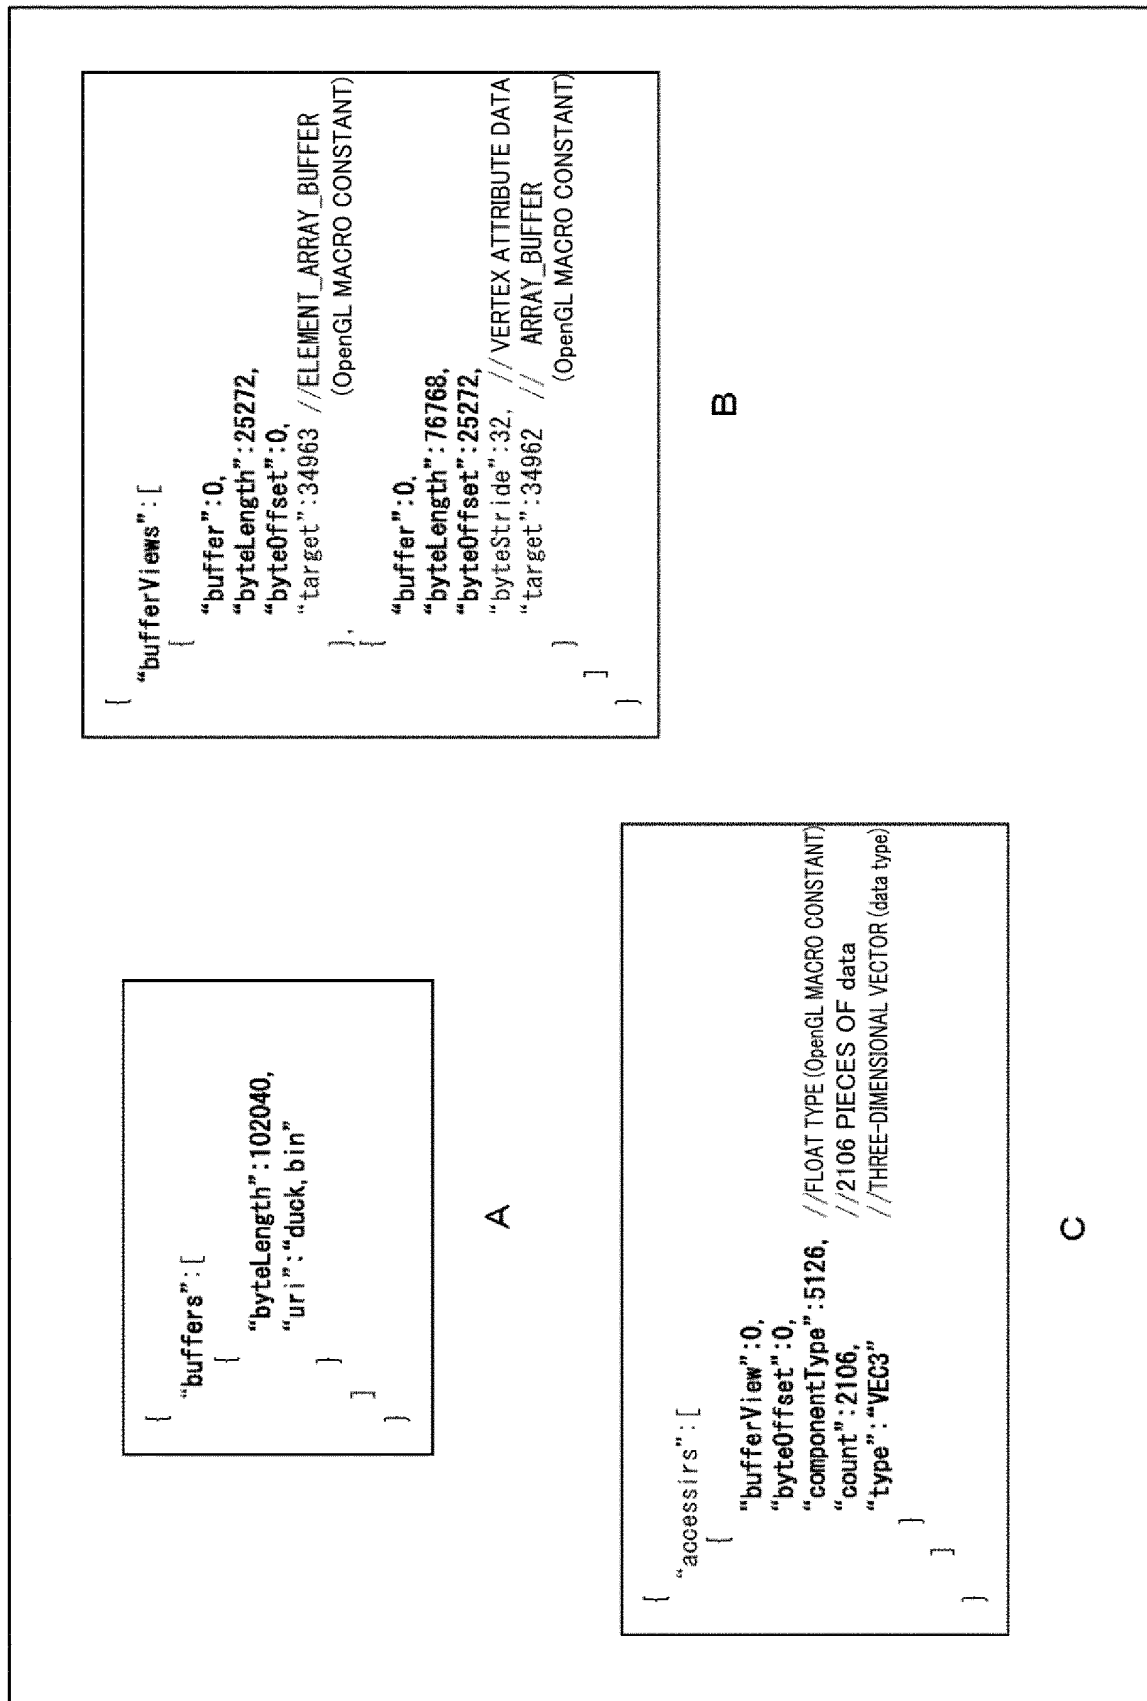 {
"buffers":[
{
"byteLength":102040,
"uri":"duck,bin"
}
]
}
A
{
"bufferViews":[
{
"buffer":0,
"byteLength":25272,
"byteOffset":0,
"target":34963 //ELEMENT_ARRAY_BUFFER
(OpenGL MACRO CONSTANT)
},
{
"buffer":0,
"byteLength":76768,
"byteOffset":25272,
"byteStride":32, //VERTEX ATTRIBUTE DATA
"target":34962 // ARRAY_BUFFER
(OpenGL MACRO CONSTANT)
}
]
}
B
{
"accessirs":[
{
"bufferView":0,
"byteOffset":0,
"componentType":5126, //FLOAT TYPE (OpenGL MACRO CONSTANT)
"count":2106, //2106 PIECES OF data
"type":"VEC3" //THREE-DIMENSIONAL VECTOR (data type)
}
]
}
C